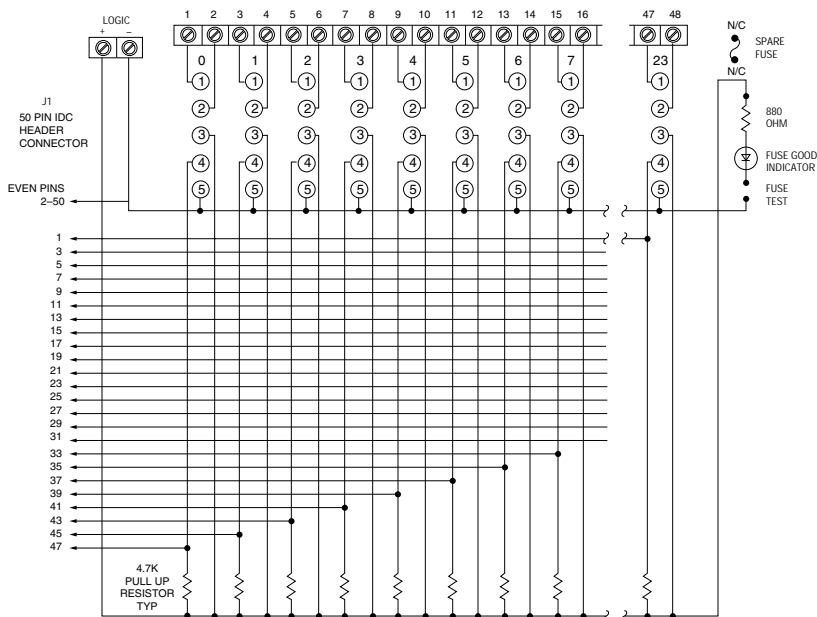 LOGIC
+ –
1 2 3 4 5 6 7 8 9 10 11 12 13 14 15 16 47 48
N/C
SPARE
FUSE
N/C
0 1 2 3 4 5 6 7 23
1 1 1 1 1 1 1 1 1
2 2 2 2 2 2 2 2 2
3 3 3 3 3 3 3 3 3
4 4 4 4 4 4 4 4 4
5 5 5 5 5 5 5 5 5
J1
50 PIN IDC
HEADER
CONNECTOR
880
OHM
FUSE GOOD
INDICATOR
FUSE
TEST
EVEN PINS
2–50
1
3
5
7
9
11
13
15
17
19
21
23
25
27
29
31
33
35
37
39
41
43
45
47
4.7K
PULL UP
RESISTOR
TYP